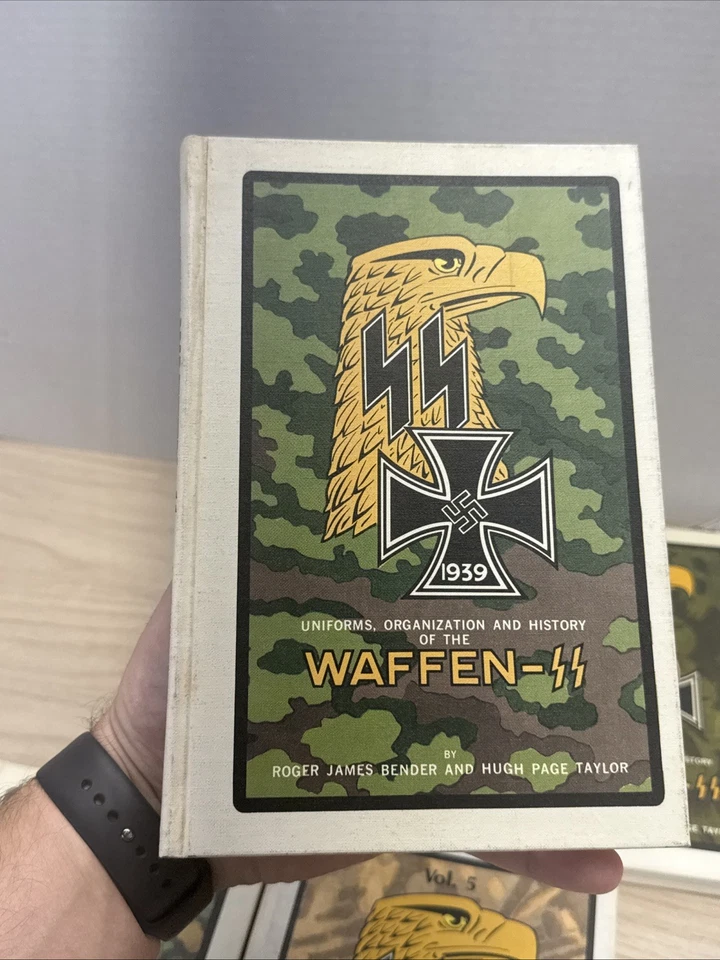 1939
UNIFORMS, ORGANIZATION AND HISTORY
OF THE
WAFFEN-SS
BY
ROGER JAMES BENDER AND HUGH PAGE TAYLOR
Vol. 5